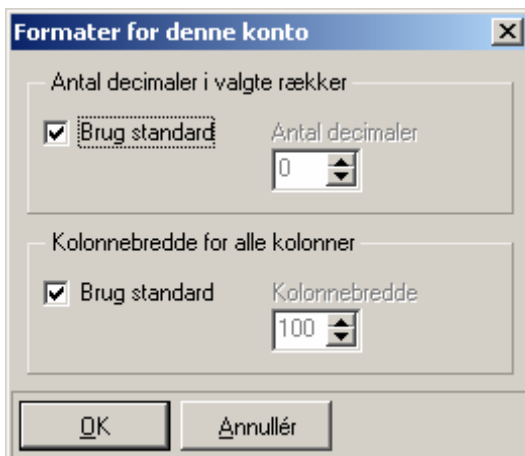 Formater for denne konto
Antal decimaler i valgte rækker
Brug standard Antal decimaler
0
Kolonnebredde for alle kolonner
Brug standard Kolonnebredde
100
OK Annullér